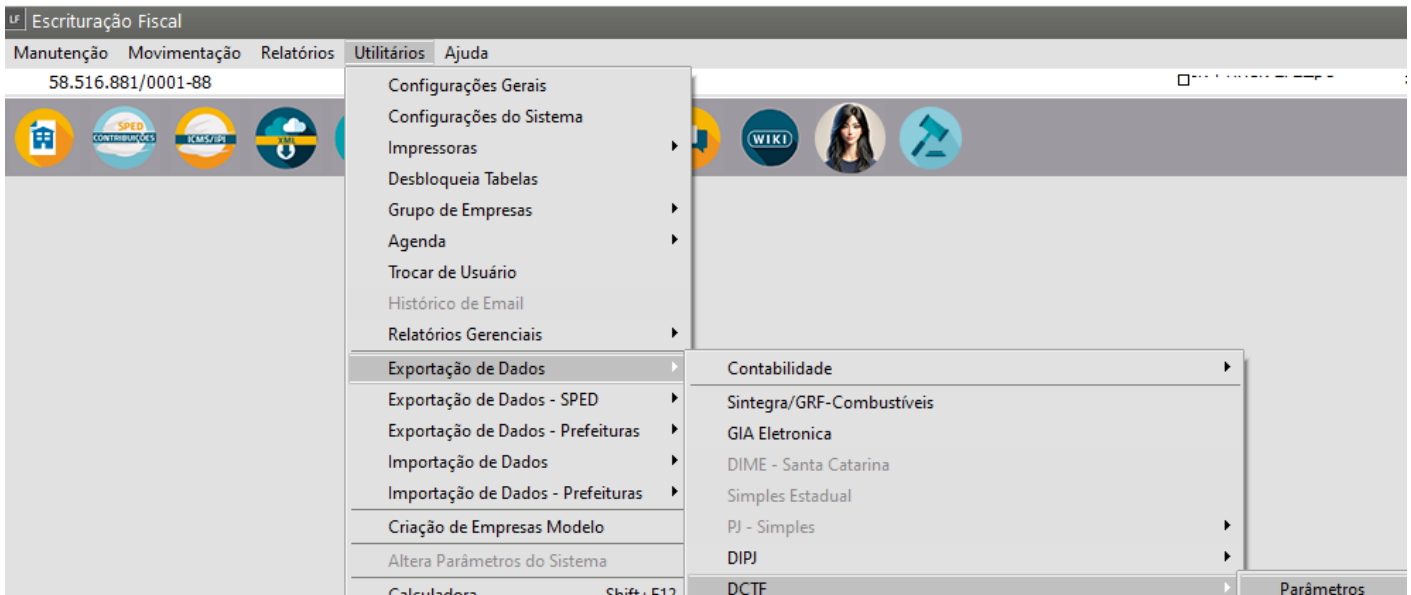 LF Escrituração Fiscal
Manutenção Movimentação Relatórios Utilitários Ajuda
58.516.881/0001-88
SPED CONTRIBUIÇÕES
ICMS/IPI
XML
WIKI
Configurações Gerais
Configurações do Sistema
Impressoras
Desbloqueia Tabelas
Grupo de Empresas
Agenda
Trocar de Usuário
Histórico de Email
Relatórios Gerenciais
Exportação de Dados
Exportação de Dados - SPED
Exportação de Dados - Prefeituras
Importação de Dados
Importação de Dados - Prefeituras
Criação de Empresas Modelo
Altera Parâmetros do Sistema
Calculadora Shift+F12
Contabilidade
Sintegra/GRF-Combustíveis
GIA Eletronica
DIME - Santa Catarina
Simples Estadual
PJ - Simples
DIPJ
DCTF
Parâmetros